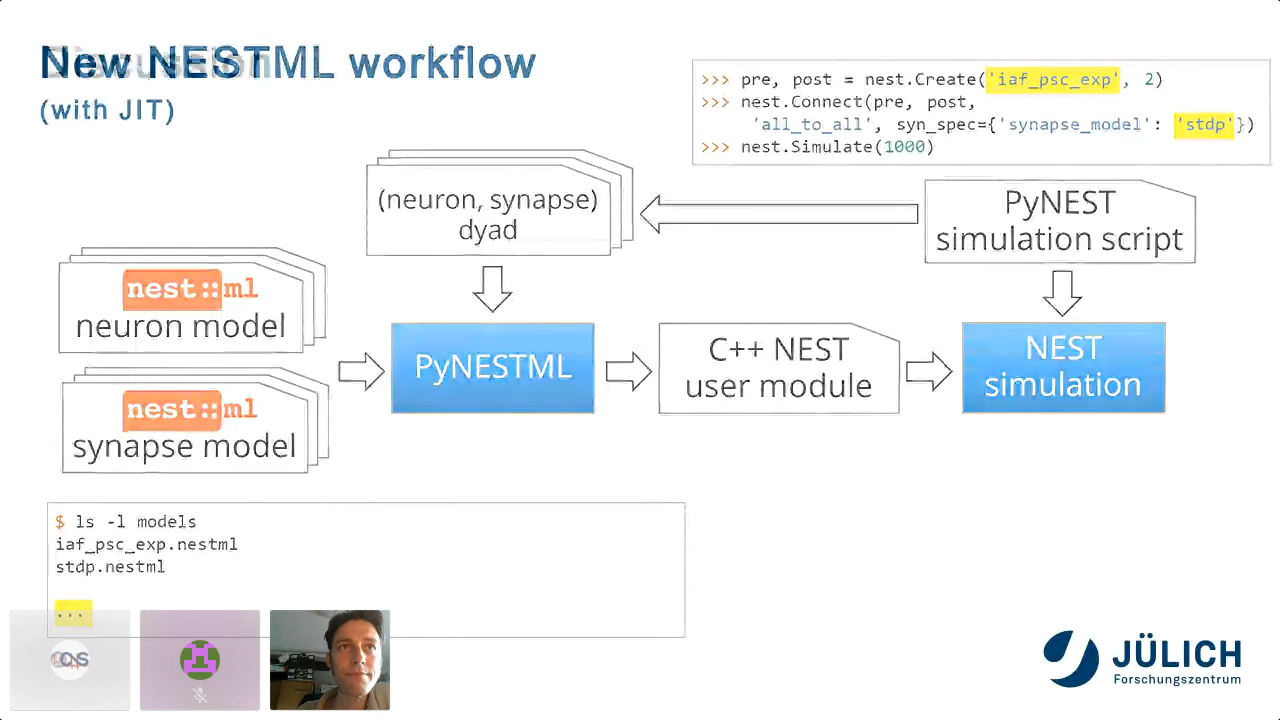 New NESTML workflow
Discussion
(with JIT)
>>> pre, post = nest.Create('iaf_psc_exp', 2)
>>> nest.Connect(pre, post,
'all_to_all', syn_spec={'synapse_model': 'stdp'})
>>> nest.Simulate(1000)
(neuron, synapse)
dyad
PyNEST
simulation script
nest::ml
neuron model
nest::ml
synapse model
PyNESTML
C++ NEST
user module
NEST
simulation
$ ls -l models
iaf_psc_exp.nestml
stdp.nestml
...
JÜLICH
Forschungszentrum